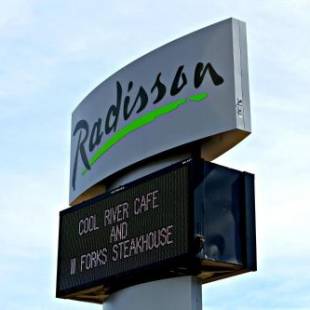 Radisson
COOL RIVER CAFE
AND
III FORKS STEAKHOUSE